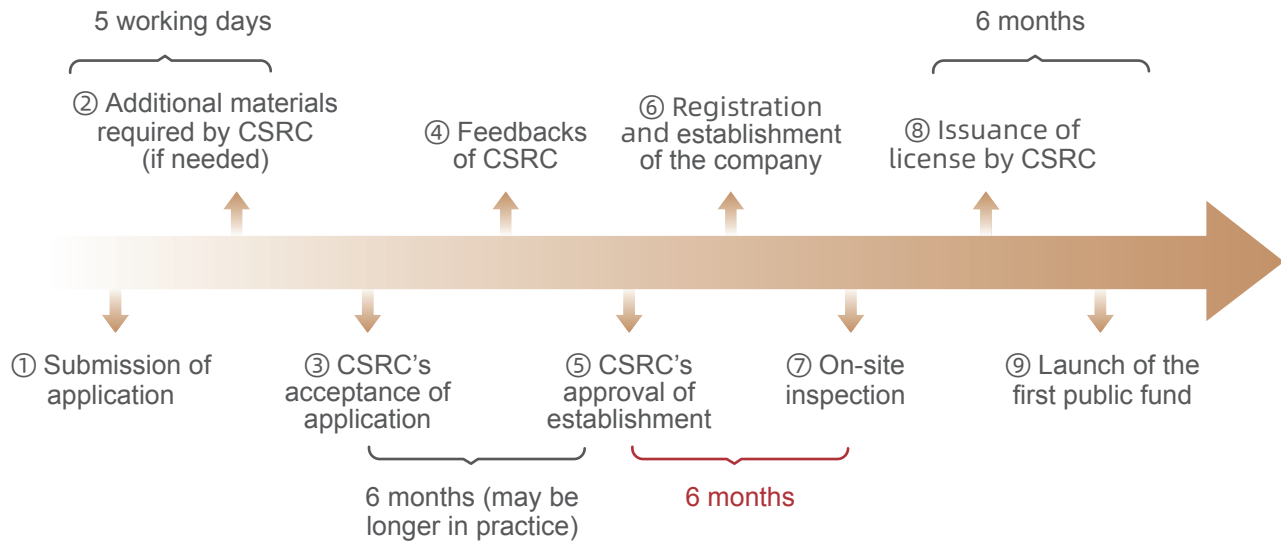 5 working days
6 months
② Additional materials
required by CSRC
(if needed)
④ Feedbacks
of CSRC
⑥ Registration
and establishment
of the company
⑧ Issuance of
license by CSRC
① Submission of
application
③ CSRC’s
acceptance of
application
⑤ CSRC’s
approval of
establishment
⑦ On-site
inspection
⑨ Launch of the
first public fund
6 months (may be
longer in practice)
6 months